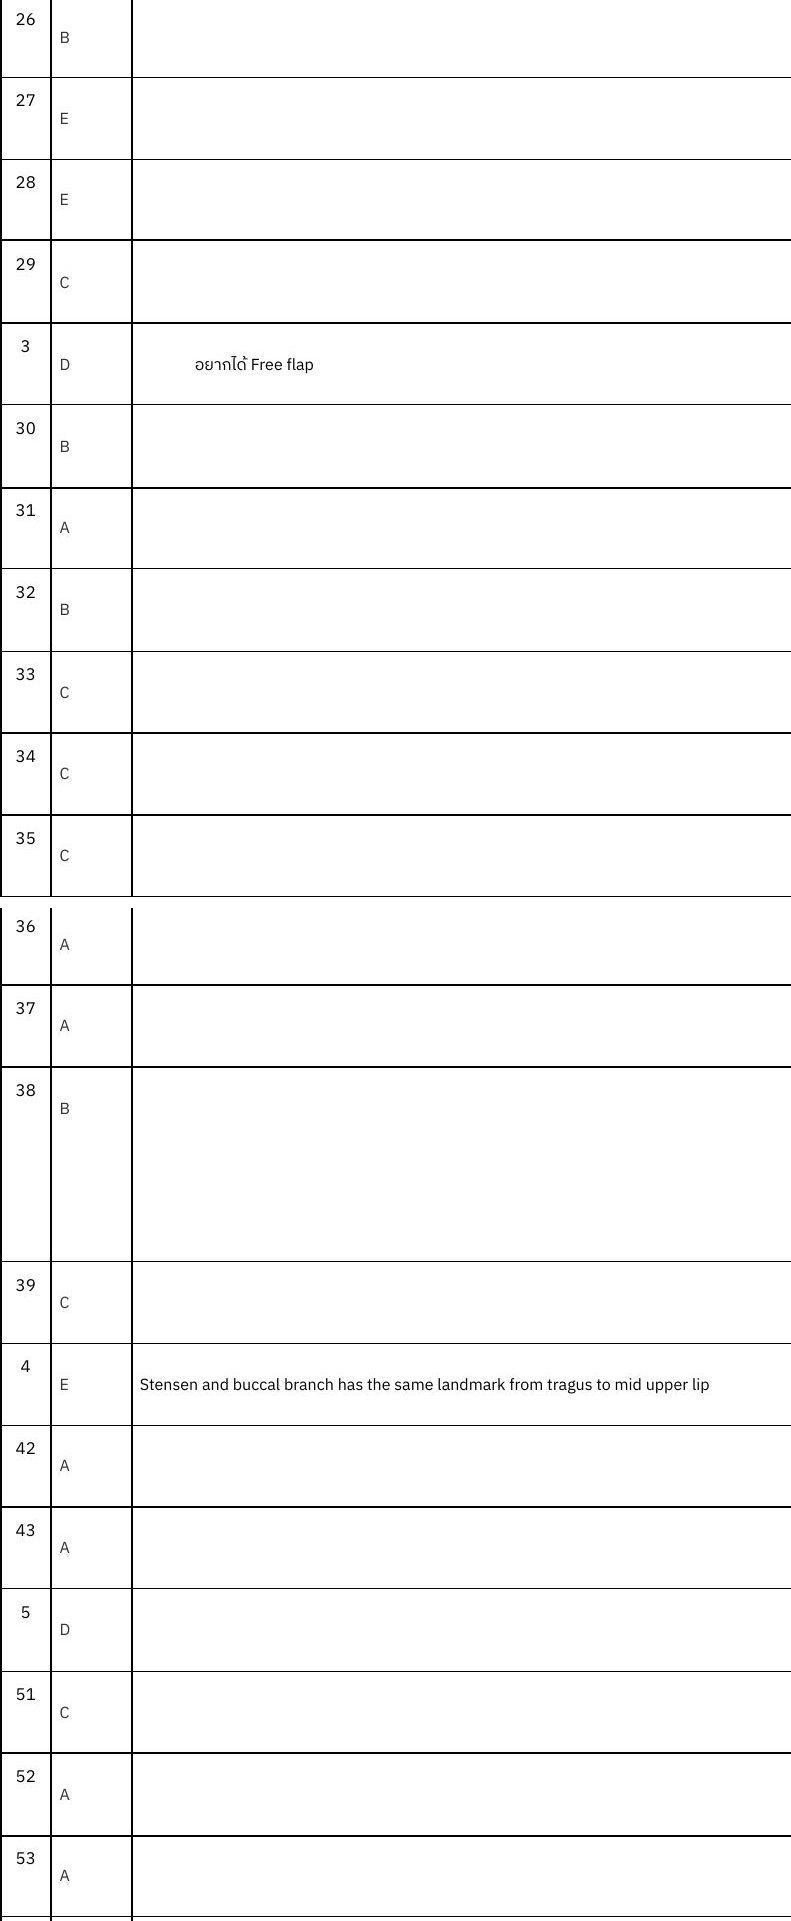 26
B
27
E
28
E
29
C
3
D อยากได้ Free flap
30
B
31
A
32
B
33
C
34
C
35
C
36
A
37
A
38
B
39
C
4
E Stensen and buccal branch has the same landmark from tragus to mid upper lip
42
A
43
A
5
D
51
C
52
A
53
A